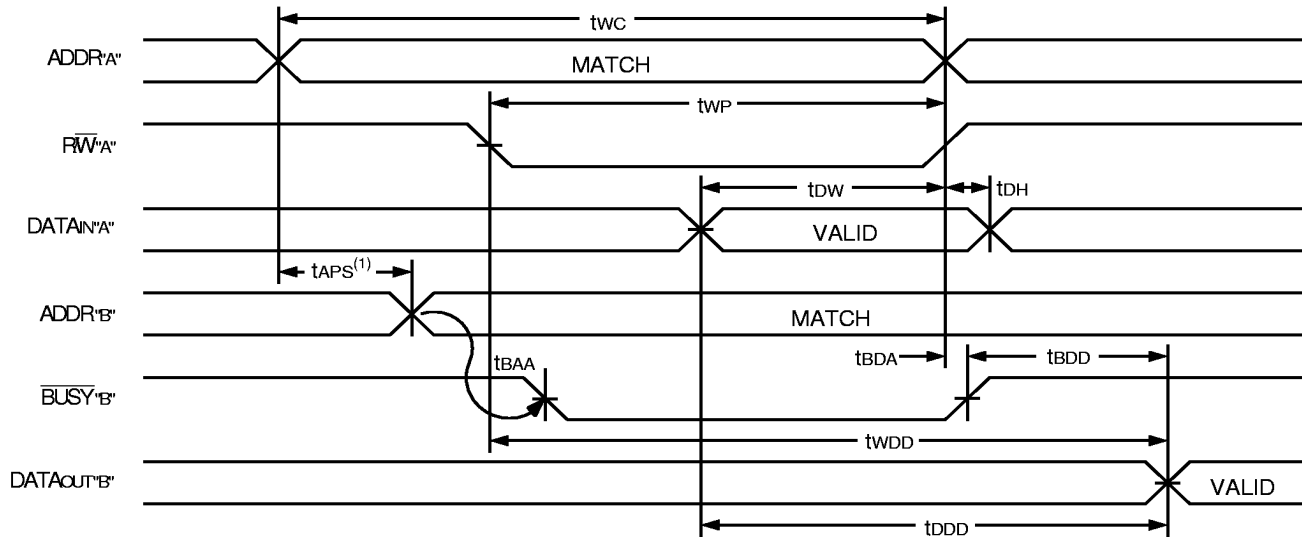 tWC
ADDR"A"
MATCH
tWP
R/W"A"
tDW
tDH
DATAIN"A"
VALID
tAPS(1)
ADDR"B"
MATCH
tBAA
tBDA
tBDD
BUSY"B"
tWDD
DATAOUT"B"
VALID
tDDD